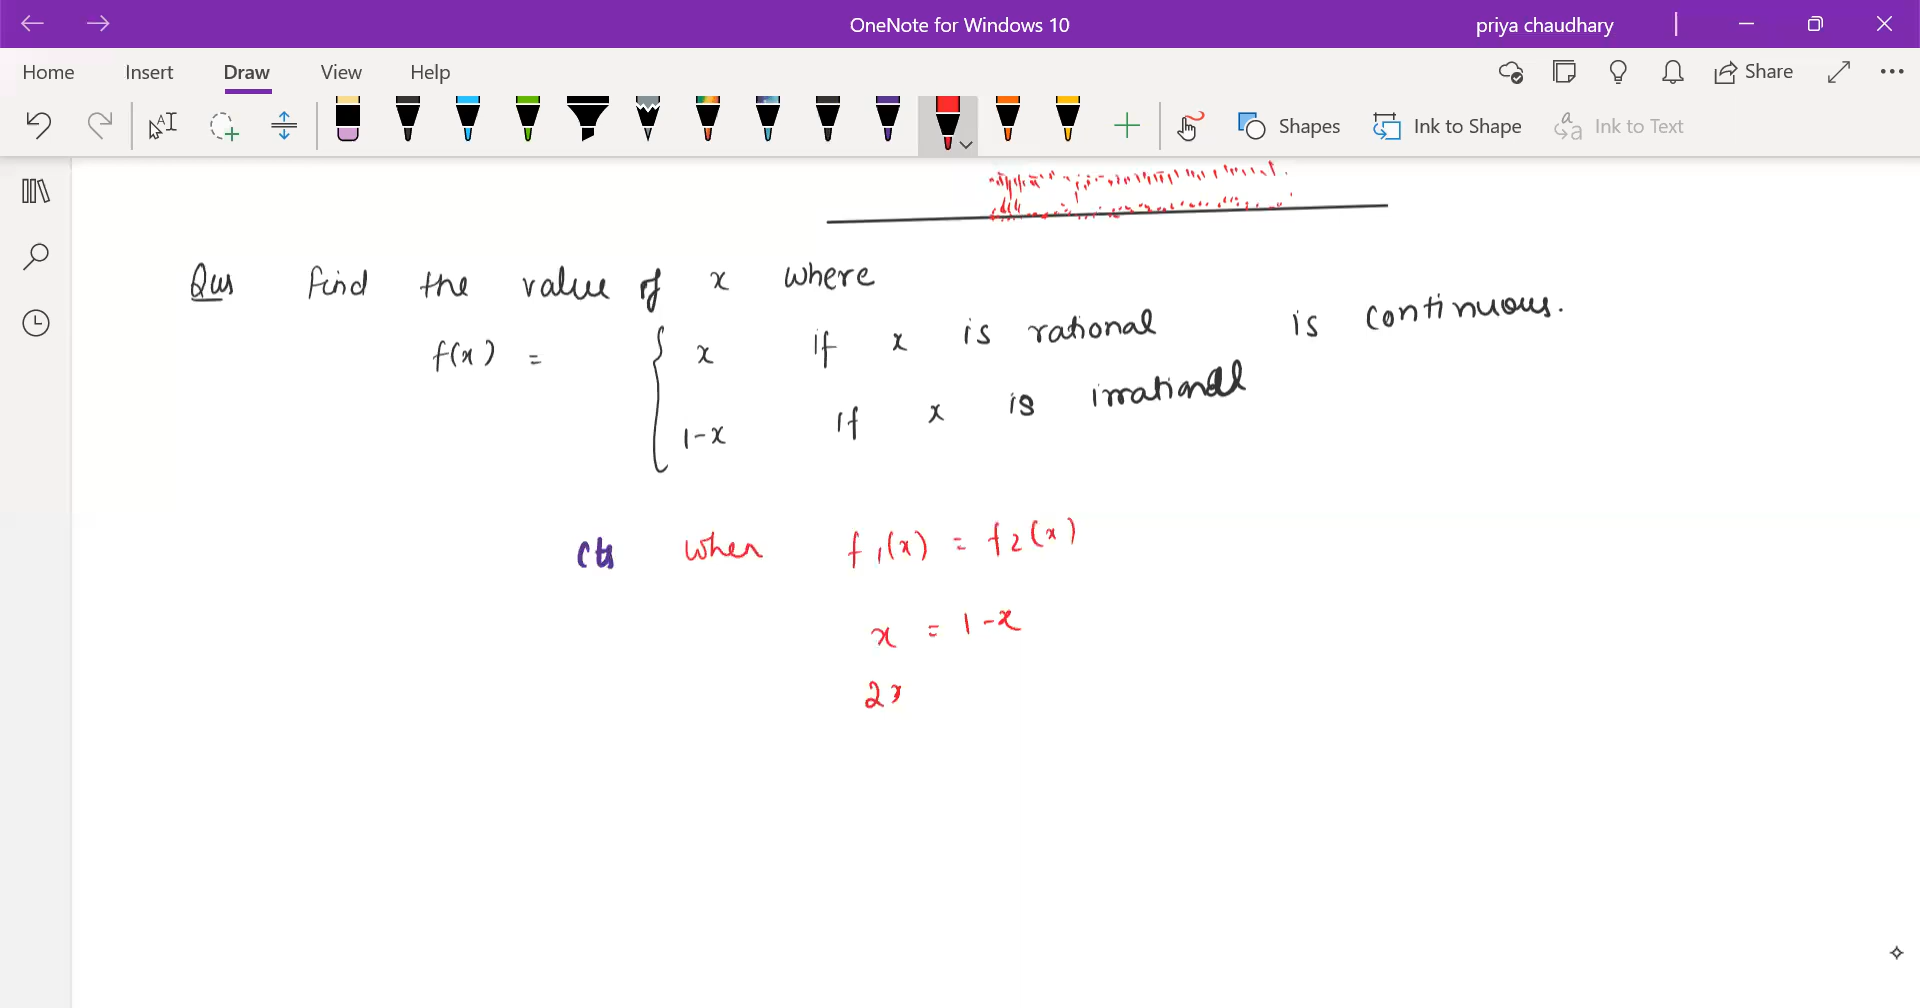 OneNote for Windows 10
priya chaudhary
Home Insert Draw View Help
Share
Shapes Ink to Shape Ink to Text
Qus find the value of x where
f(x) = { x if x is rational is continuous.
1-x if x is irrational
Cts when f1(x) = f2(x)
x = 1-x
2x